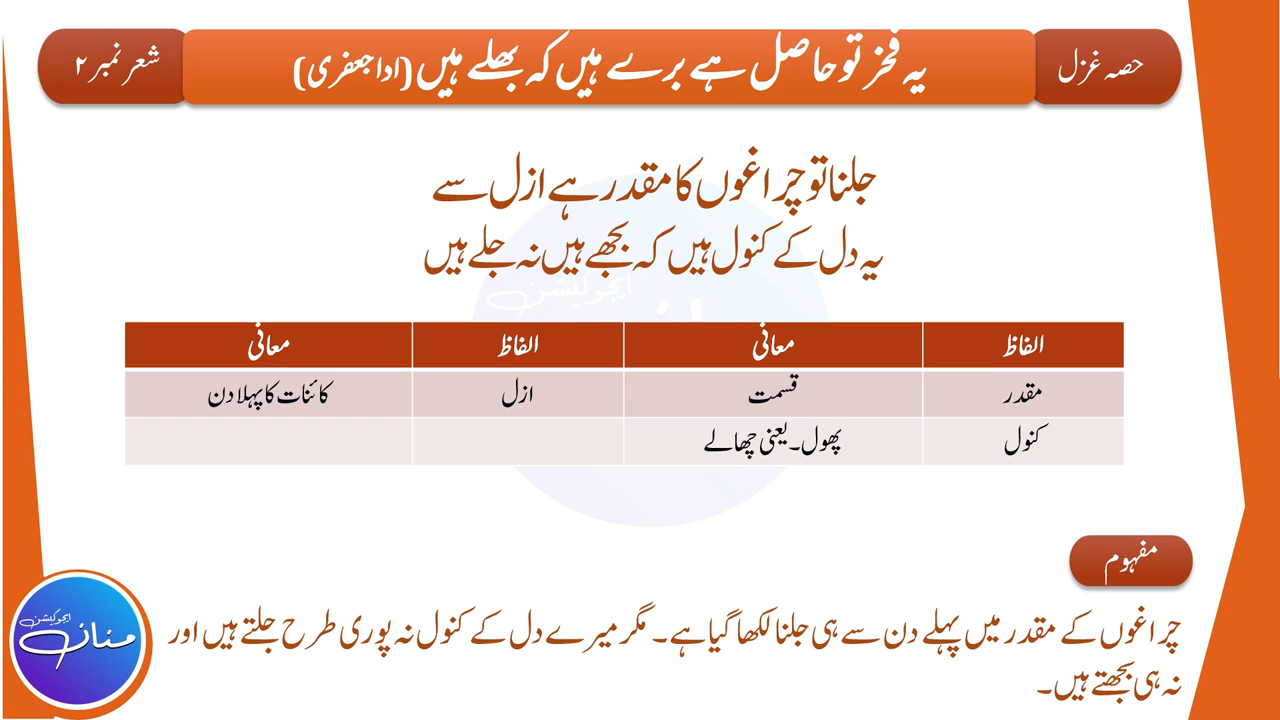 حصہ غزل
یہ فخر تو حاصل ہے برے ہیں کہ بھلے ہیں (ادا جعفری)
شعر نمبر ۲
جلنا تو چراغوں کا مقدر ہے ازل سے
یہ دل کے کنول ہیں کہ بجھے ہیں نہ جلے ہیں
الفاظ معانی الفاظ معانی
مقدر قسمت ازل کائنات کا پہلا دن
کنول پھول۔ یعنی چھالے
مفہوم
چراغوں کے مقدر میں پہلے دن سے ہی جلنا لکھا گیا ہے۔ مگر میرے دل کے کنول نہ پوری طرح جلتے ہیں اور
نہ ہی بجھتے ہیں۔
ایجوکیشن
منان